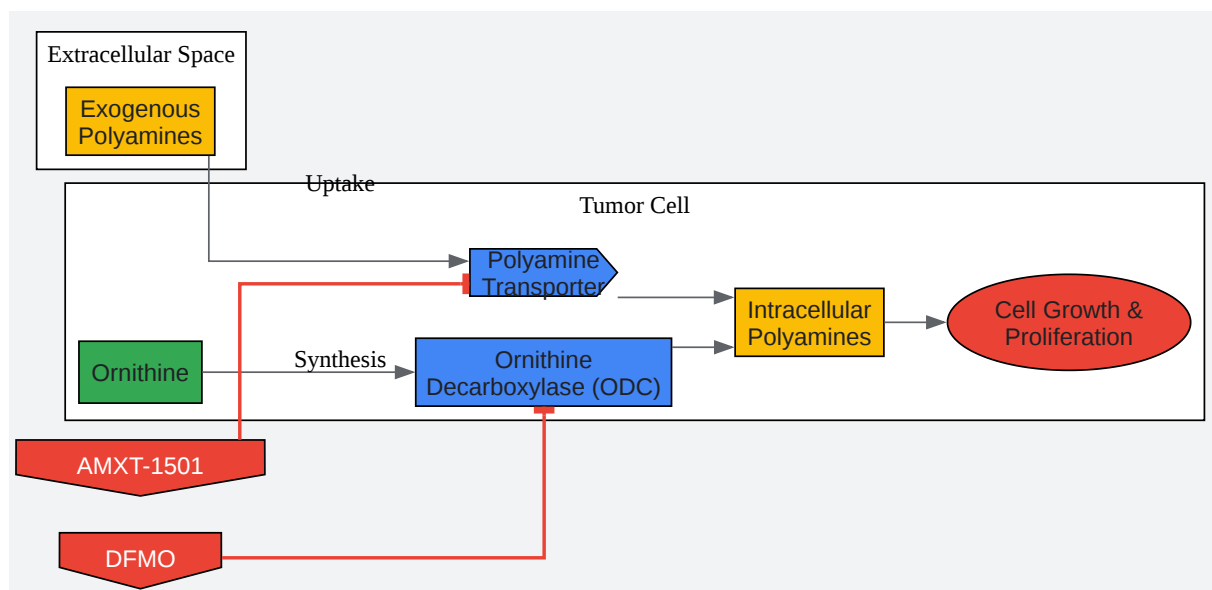 Extracellular Space
Exogenous
Polyamines
Uptake
Tumor Cell
Polyamine
Transporter
Intracellular
Polyamines
Cell Growth &
Proliferation
Ornithine
Synthesis
Ornithine
Decarboxylase (ODC)
AMXT-1501
DFMO